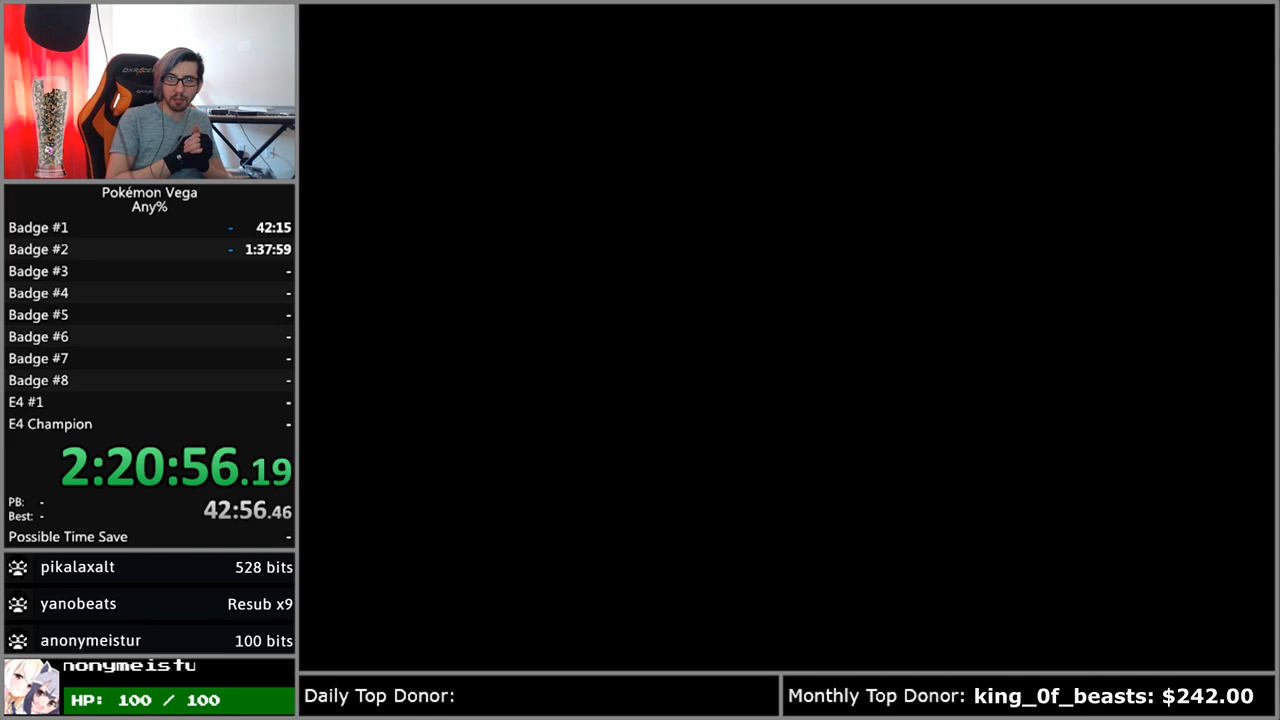 Pokémon Vega
Any%
Badge #1 - 42:15
Badge #2 - 1:37:59
Badge #3 -
Badge #4 -
Badge #5 -
Badge #6 -
Badge #7 -
Badge #8 -
E4 #1 -
E4 Champion -
2:20:56.19
PB: -
Best: -
42:56.46
Possible Time Save -
pikalaxalt 528 bits
yanobeats Resub x9
anonymeistur 100 bits
nonymeistu
HP: 100 / 100
Daily Top Donor:
Monthly Top Donor: king_0f_beasts: $242.00